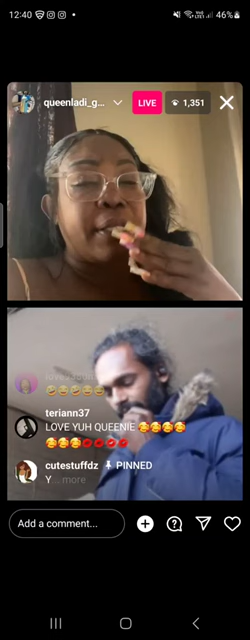 12:40
46%
queenladi_g...
LIVE
1,351
teriann37
LOVE YUH QUEENIE 🥰🥰🥰🥰
🥰🥰🥰💋💋💋💋
cutestuffdz 📌 PINNED
Y... more
Add a comment...